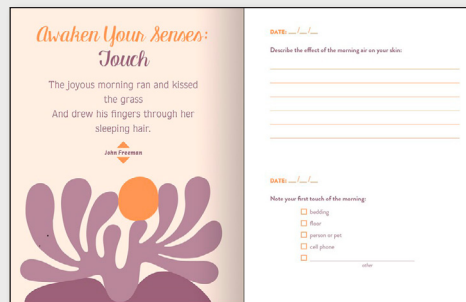 Awaken Your Senses:
Touch
The joyous morning ran and kissed
the grass
And drew his fingers through her
sleeping hair.
John Freeman
DATE: __/__/__
Describe the effect of the morning air on your skin:
DATE: __/__/__
Note your first touch of the morning:
bedding
floor
person or pet
cell phone
other